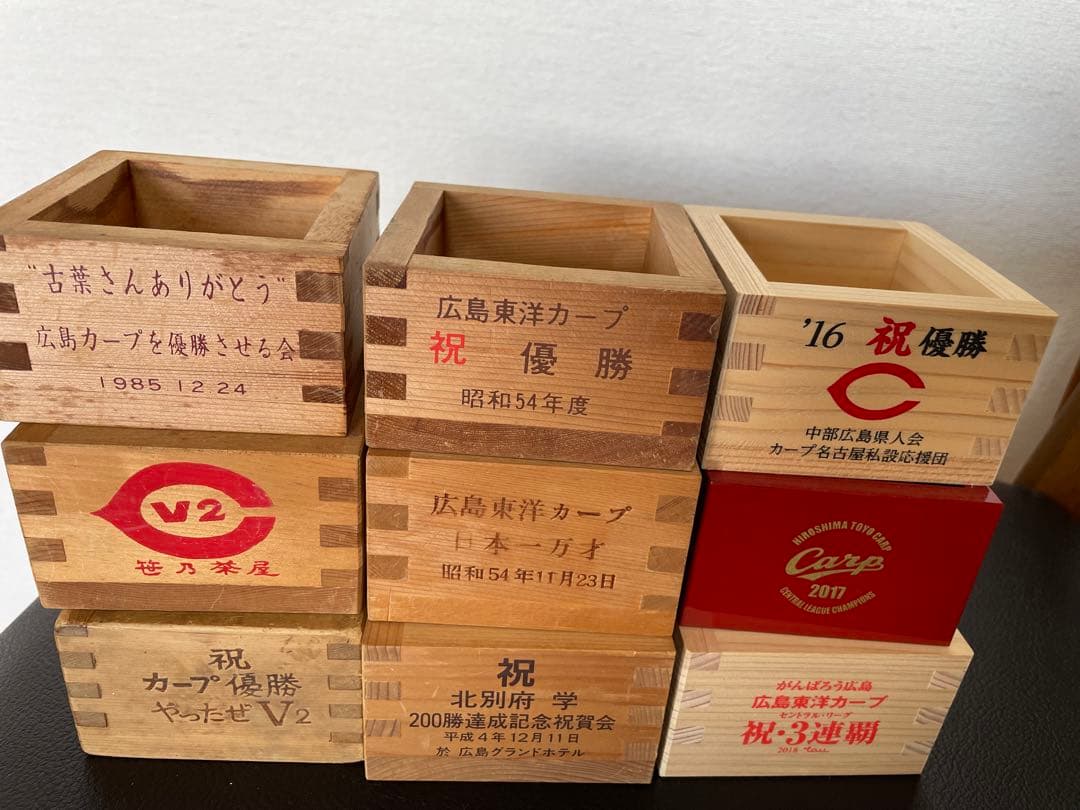 "古葉さんありがとう"
広島カープを優勝させる会
1985 12 24
広島東洋カープ
祝 優勝
昭和54年度
'16 祝優勝
中部広島県人会
カープ名古屋私設応援団
V2
笹乃茶屋
広島東洋カープ
日本一万才
昭和54年11月23日
HIROSHIMA TOYO CARP
Carp
2017
CENTRAL LEAGUE CHAMPIONS
祝
カープ優勝
やったぜV2
祝
北別府 学
200勝達成記念祝賀会
平成4年12月11日
於 広島グランドホテル
がんばろう広島
広島東洋カープ
セントラル・リーグ
祝・3連覇
2018